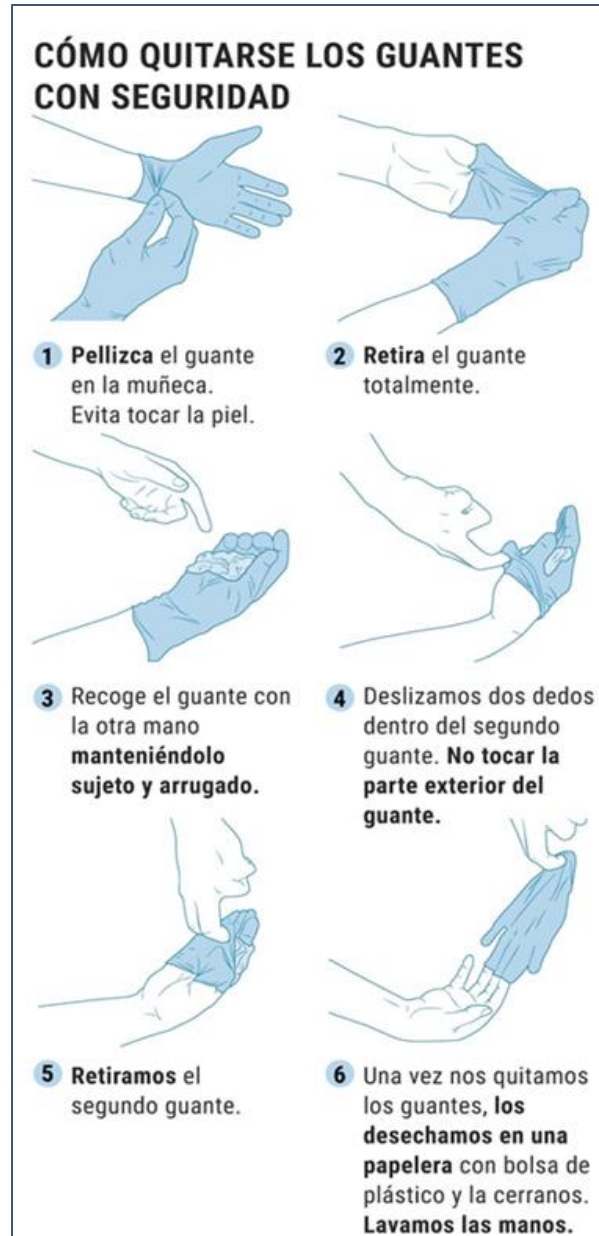 CÓMO QUITARSE LOS GUANTES
CON SEGURIDAD
1 Pellizca el guante
en la muñeca.
Evita tocar la piel.
2 Retira el guante
totalmente.
3 Recoge el guante con
la otra mano
manteniéndolo
sujeto y arrugado.
4 Deslizamos dos dedos
dentro del segundo
guante. No tocar la
parte exterior del
guante.
5 Retiramos el
segundo guante.
6 Una vez nos quitamos
los guantes, los
desechamos en una
papelera con bolsa de
plástico y la cerranos.
Lavamos las manos.